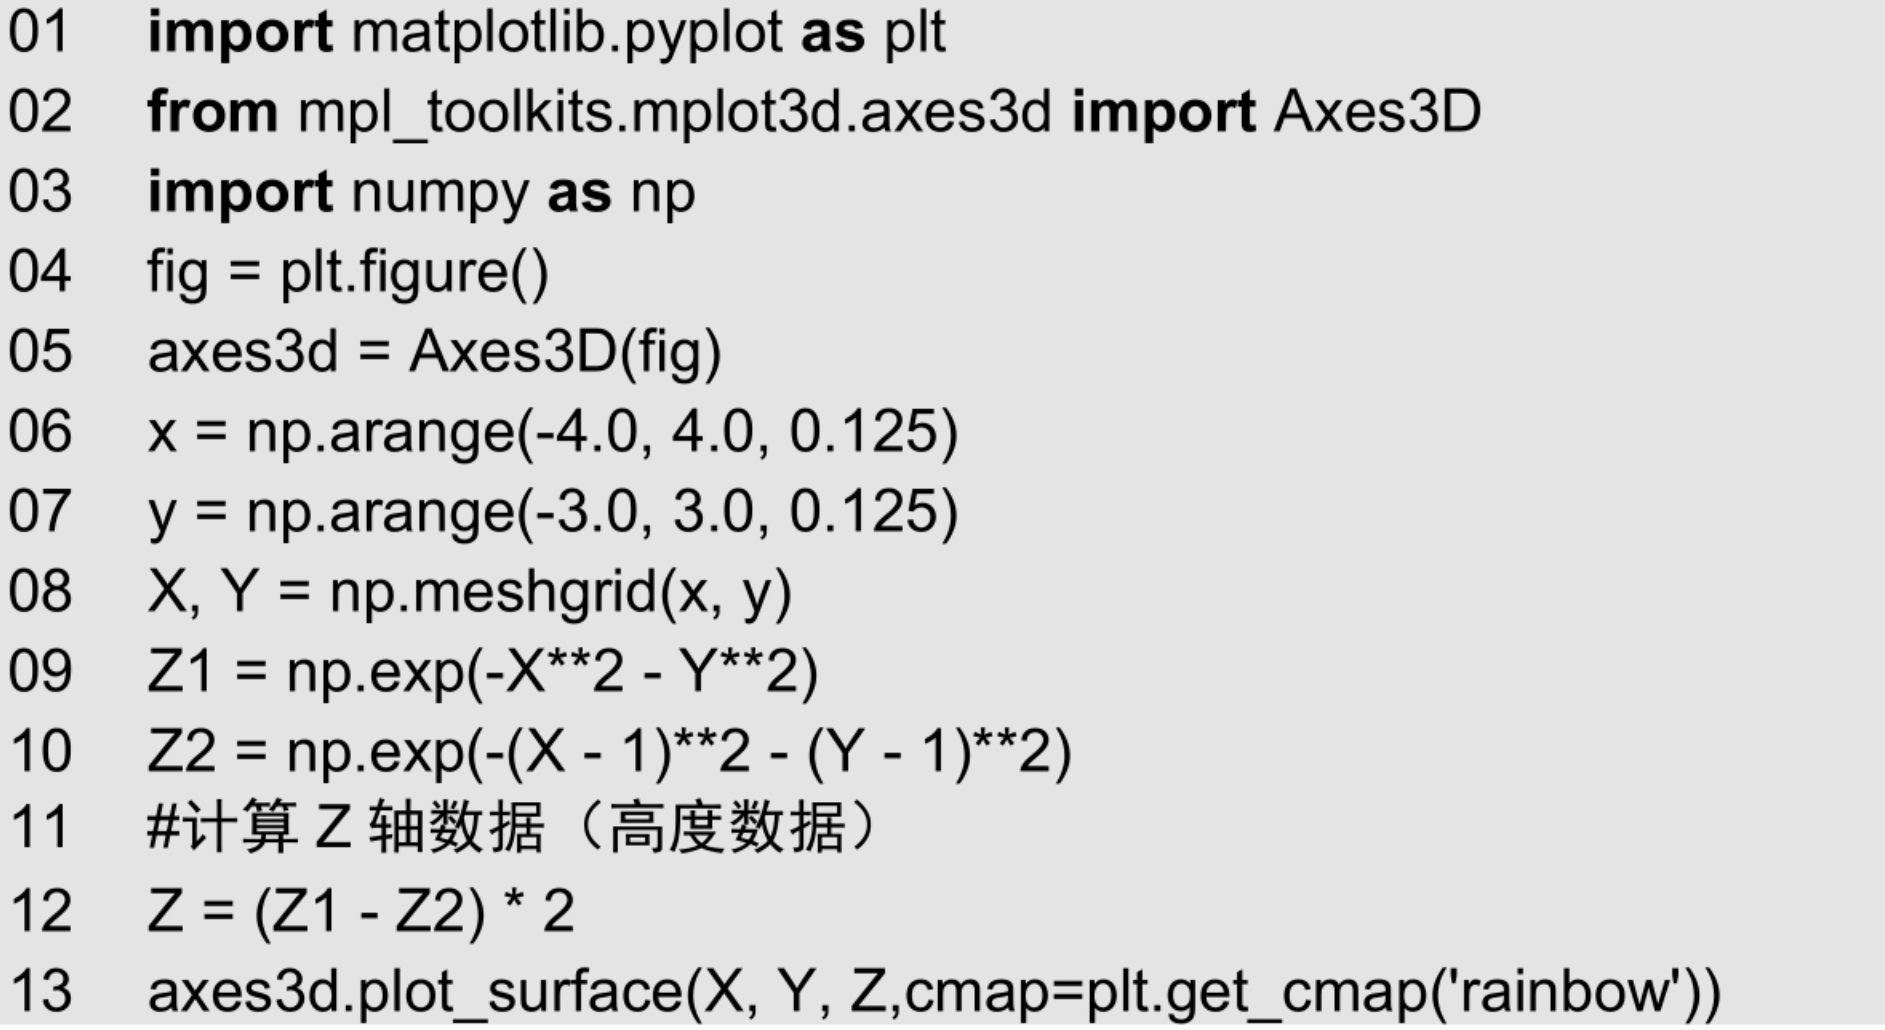 01 import matplotlib.pyplot as plt
02 from mpl_toolkits.mplot3d.axes3d import Axes3D
03 import numpy as np
04 fig = plt.figure()
05 axes3d = Axes3D(fig)
06 x = np.arange(-4.0, 4.0, 0.125)
07 y = np.arange(-3.0, 3.0, 0.125)
08 X, Y = np.meshgrid(x, y)
09 Z1 = np.exp(-X**2 - Y**2)
10 Z2 = np.exp(-(X - 1)**2 - (Y - 1)**2)
11 #计算 Z 轴数据（高度数据）
12 Z = (Z1 - Z2) * 2
13 axes3d.plot_surface(X, Y, Z,cmap=plt.get_cmap('rainbow'))